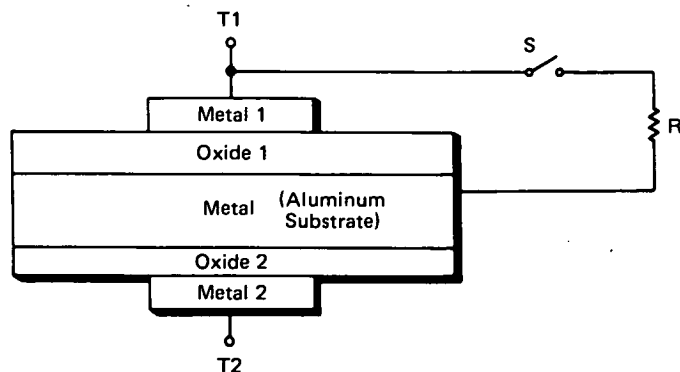 T1
S
Metal 1
R
Oxide 1
Metal (Aluminum
Substrate)
Oxide 2
Metal 2
T2